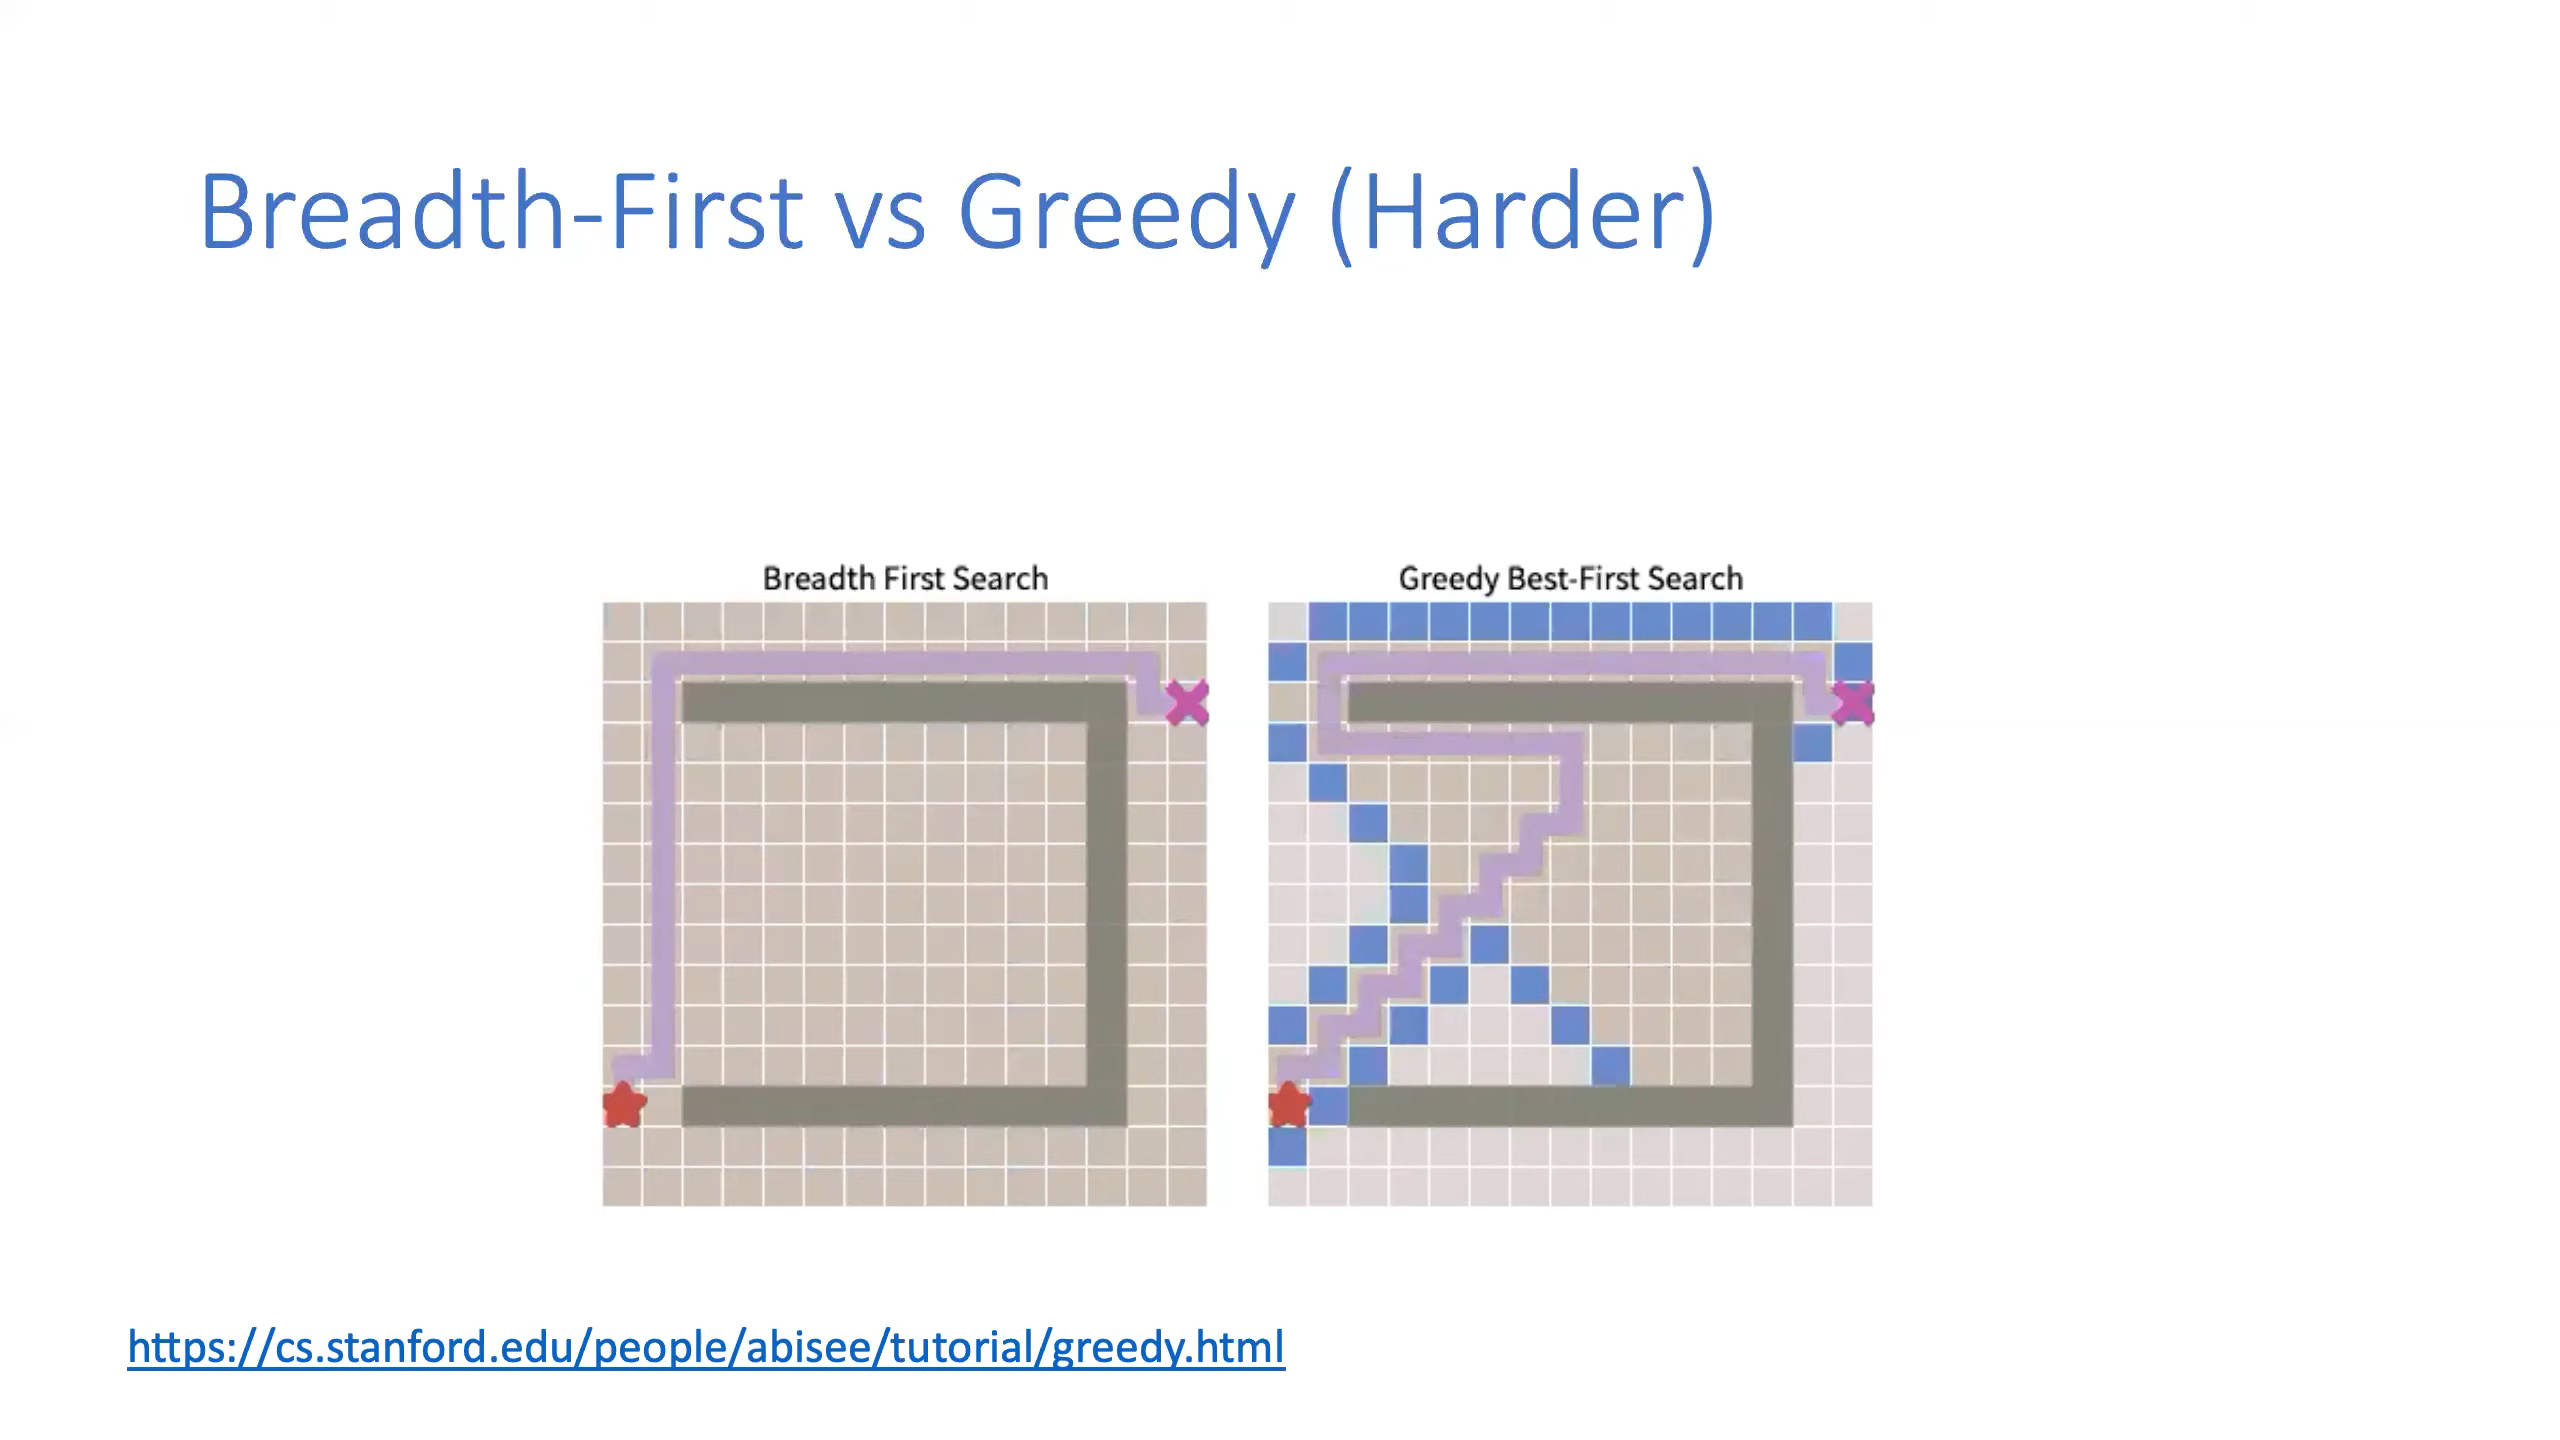 Breadth-First vs Greedy (Harder)
Breadth First Search
Greedy Best-First Search
https://cs.stanford.edu/people/abisee/tutorial/greedy.html